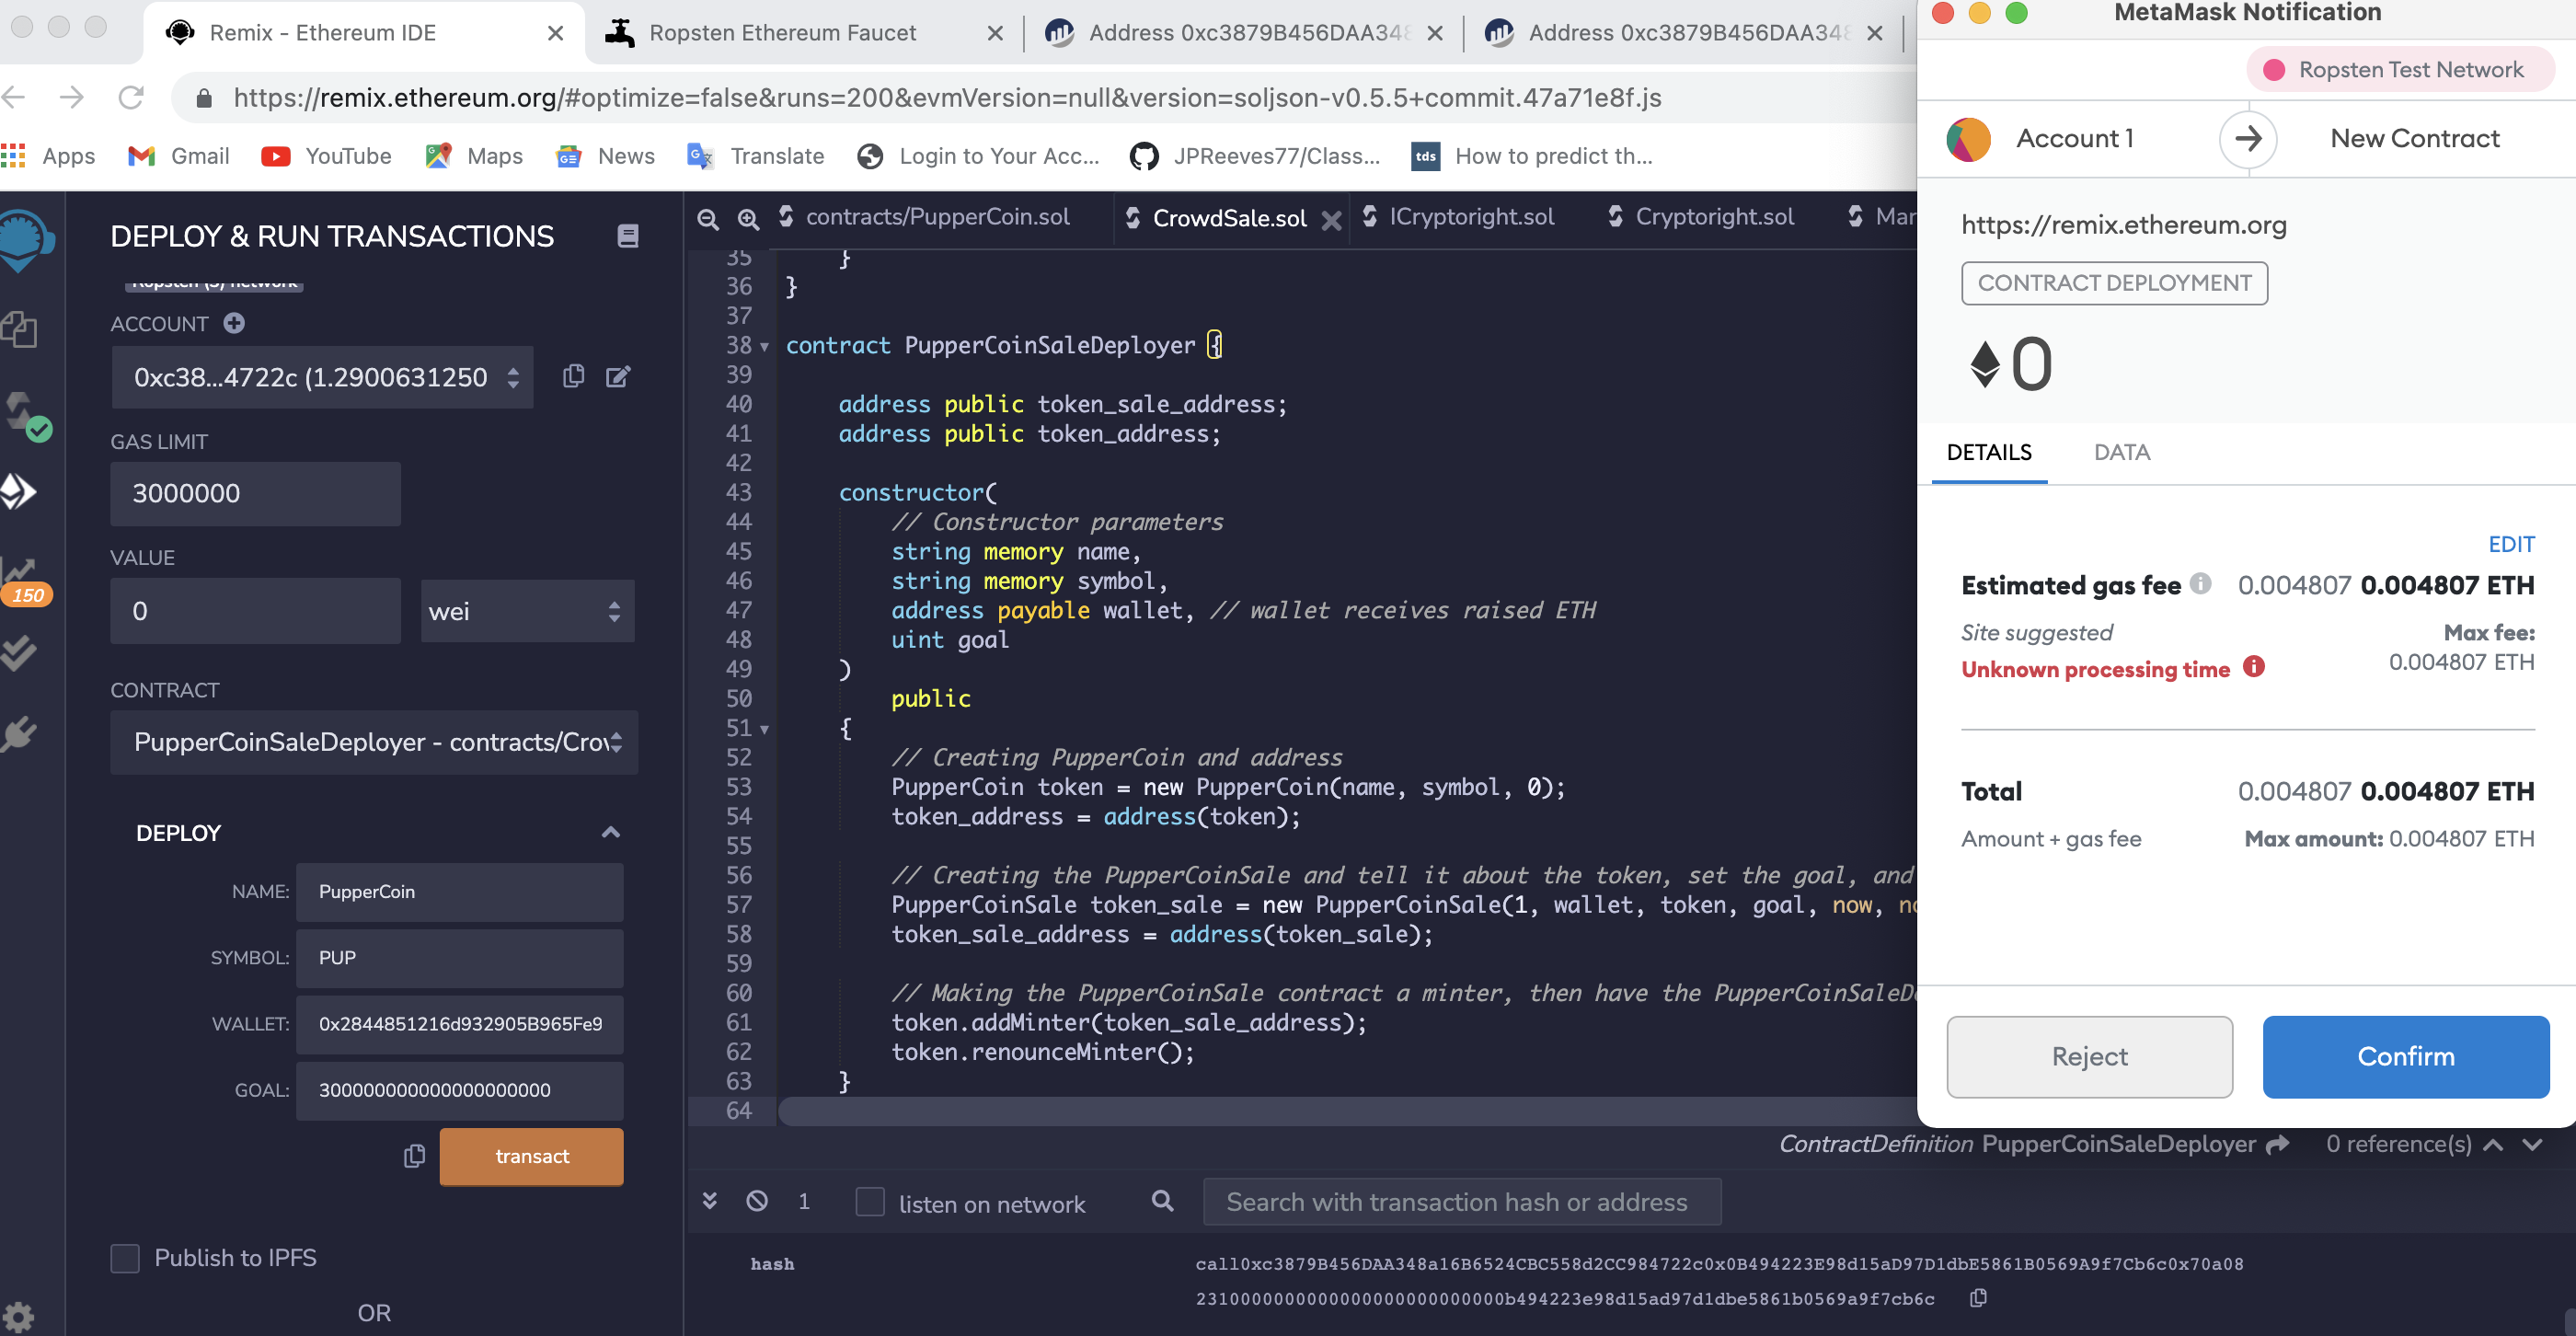 Remix - Ethereum IDE
Ropsten Ethereum Faucet
Address 0xc3879B456DAA348
Address 0xc3879B456DAA348
https://remix.ethereum.org/#optimize=false&runs=200&evmVersion=null&version=soljson-v0.5.5+commit.47a71e8f.js
Apps
Gmail
YouTube
Maps
News
Translate
Login to Your Acc...
JPReeves77/Class...
tds
How to predict th...
DEPLOY & RUN TRANSACTIONS
Ropsten (3) network
ACCOUNT
0xc38...4722c (1.2900631250
GAS LIMIT
3000000
VALUE
0
wei
150
CONTRACT
PupperCoinSaleDeployer - contracts/Crov
DEPLOY
NAME:
PupperCoin
SYMBOL:
PUP
WALLET:
0x2844851216d932905B965Fe9
GOAL:
300000000000000000000
transact
Publish to IPFS
OR
contracts/PupperCoin.sol
CrowdSale.sol
ICryptoright.sol
Cryptoright.sol
Mar
35 }
36 }
37
38 contract PupperCoinSaleDeployer {
39
40 address public token_sale_address;
41 address public token_address;
42
43 constructor(
44 // Constructor parameters
45 string memory name,
46 string memory symbol,
47 address payable wallet, // wallet receives raised ETH
48 uint goal
49 )
50 public
51 {
52 // Creating PupperCoin and address
53 PupperCoin token = new PupperCoin(name, symbol, 0);
54 token_address = address(token);
55
56 // Creating the PupperCoinSale and tell it about the token, set the goal, and
57 PupperCoinSale token_sale = new PupperCoinSale(1, wallet, token, goal, now, no
58 token_sale_address = address(token_sale);
59
60 // Making the PupperCoinSale contract a minter, then have the PupperCoinSaleDe
61 token.addMinter(token_sale_address);
62 token.renounceMinter();
63 }
64
ContractDefinition PupperCoinSaleDeployer
0 reference(s)
1
listen on network
Search with transaction hash or address
hash
call0xc3879B456DAA348a16B6524CBC558d2CC984722c0x0B494223E98d15aD97D1dbE5861B0569A9f7Cb6c0x70a08
MetaMask Notification
Ropsten Test Network
Account 1
New Contract
https://remix.ethereum.org
CONTRACT DEPLOYMENT
0
DETAILS
DATA
EDIT
Estimated gas fee
0.004807 0.004807 ETH
Site suggested
Max fee:
Unknown processing time
0.004807 ETH
Total
0.004807 0.004807 ETH
Amount + gas fee
Max amount: 0.004807 ETH
Reject
Confirm